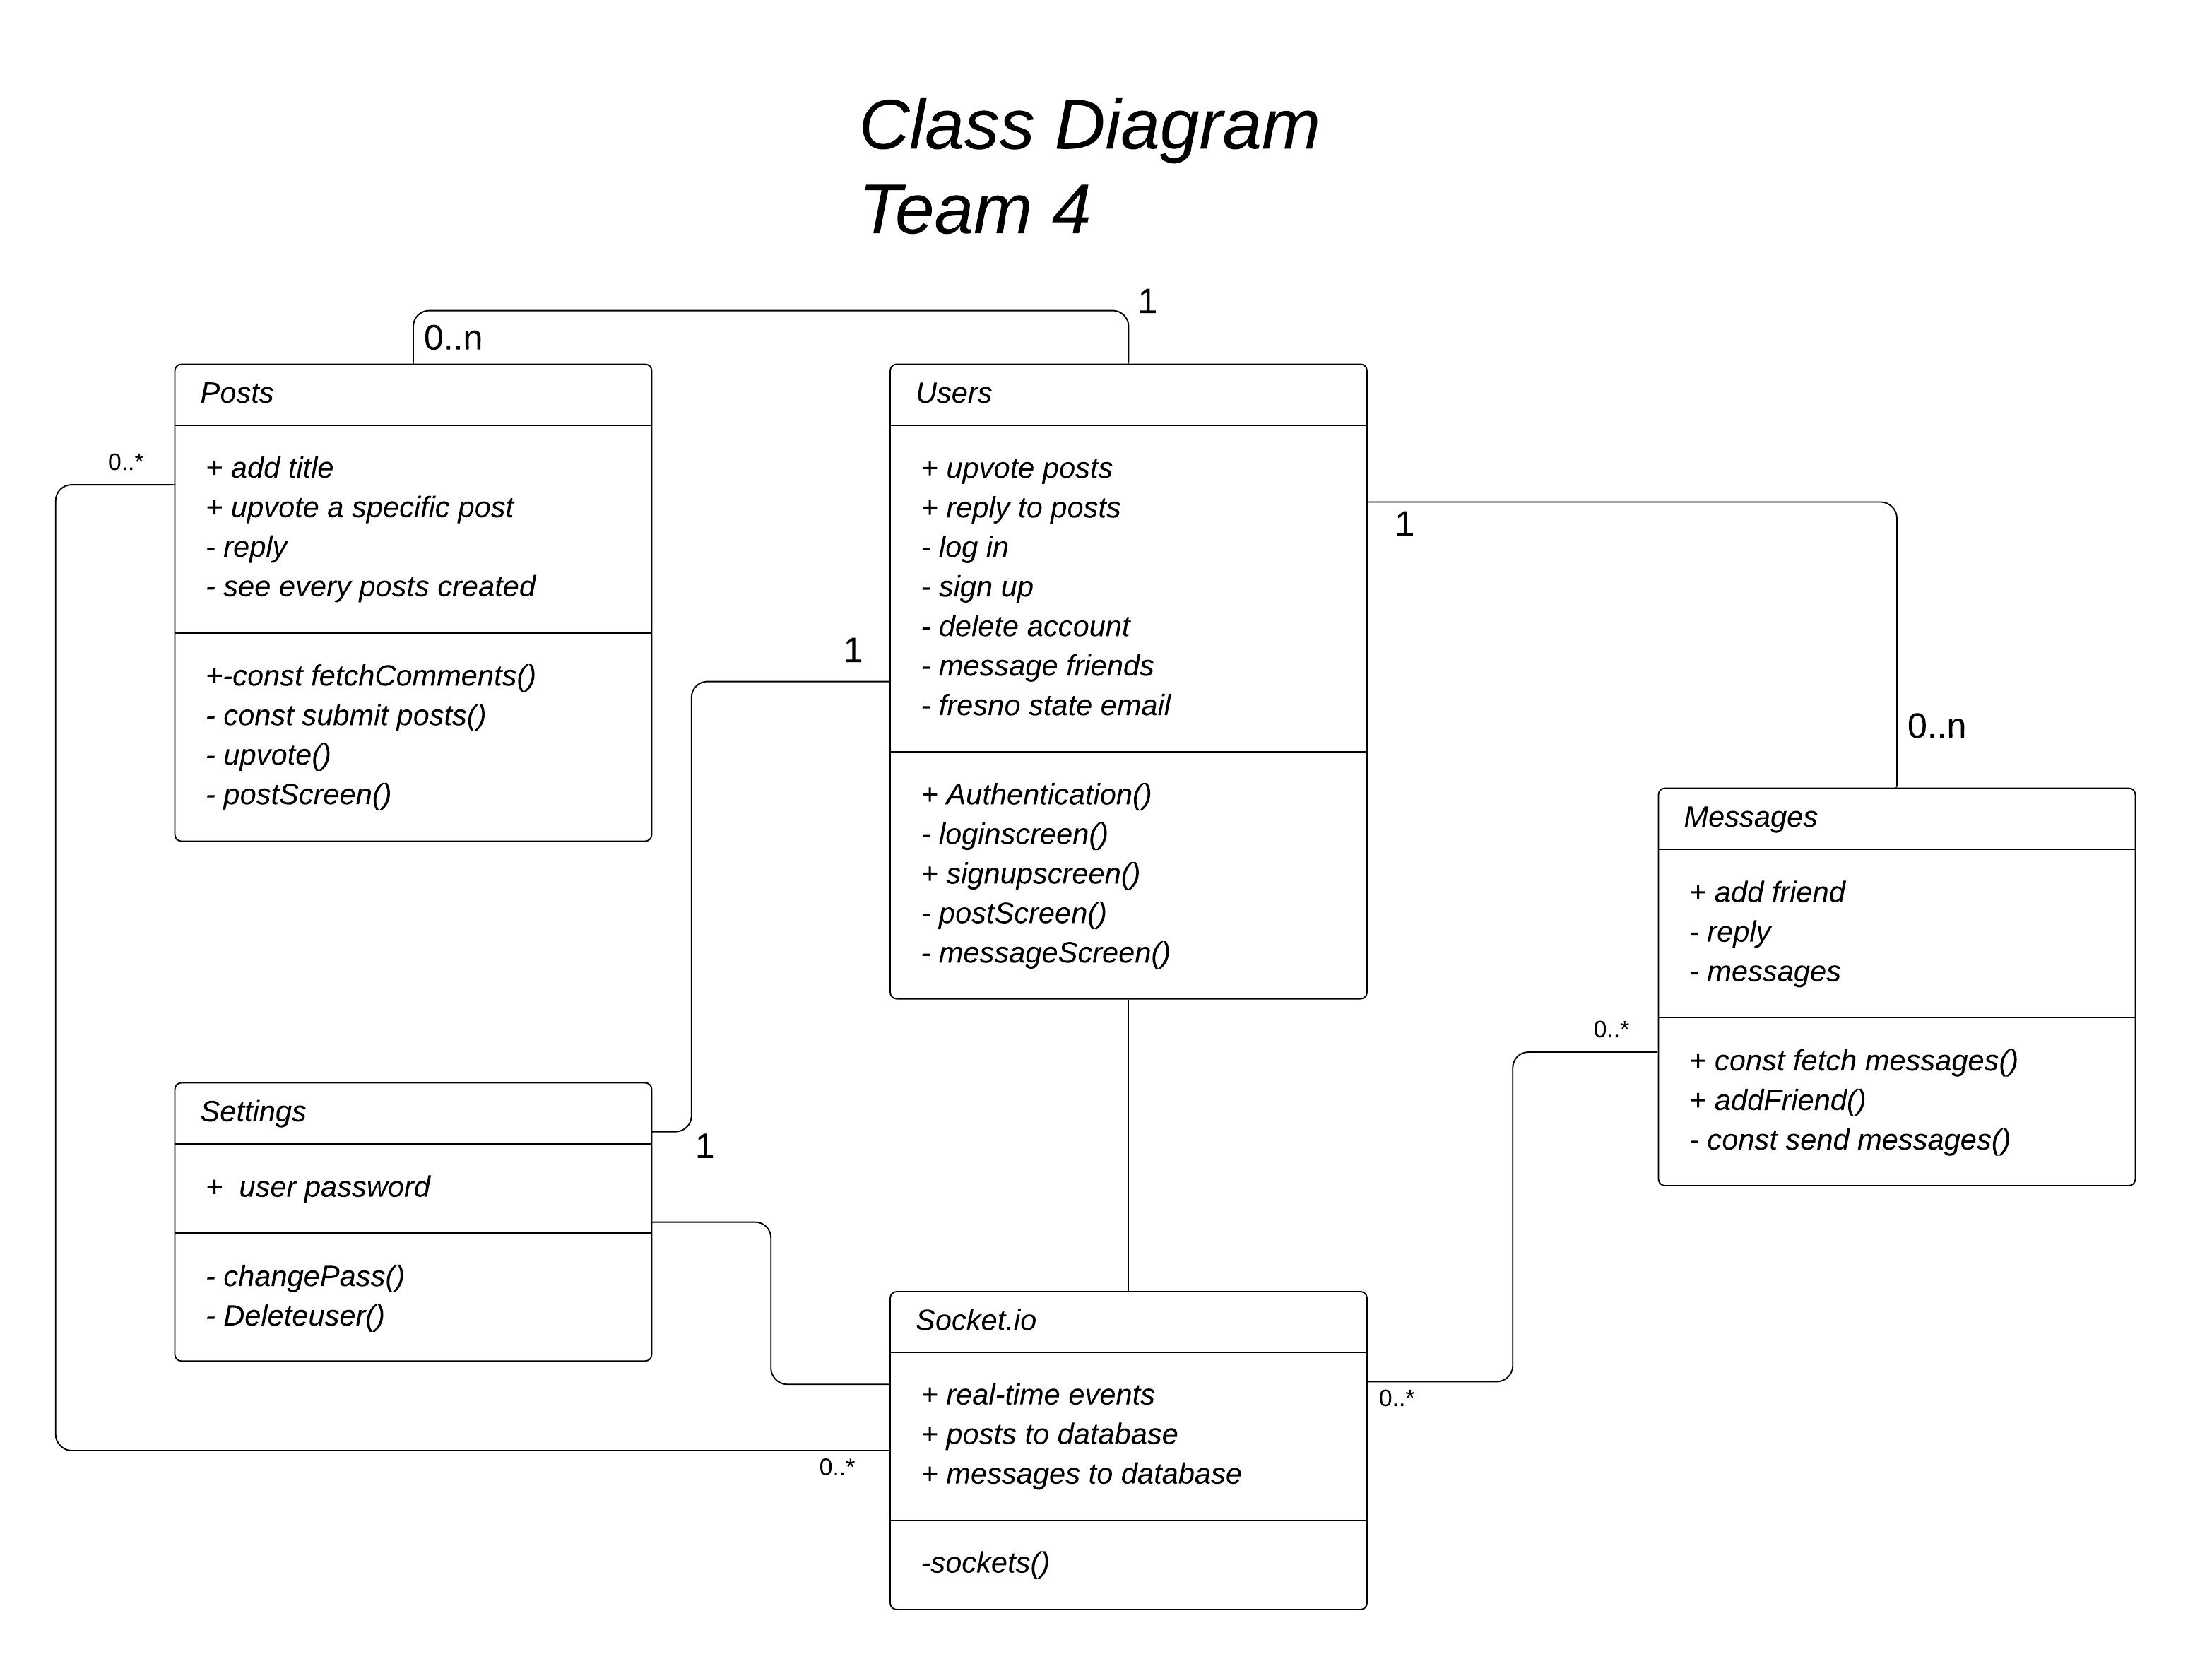 Class Diagram
Team 4
1
0..n
Posts
+ add title
+ upvote a specific post
- reply
- see every posts created
+-const fetchComments()
- const submit posts()
- upvote()
- postScreen()
0..*
Users
+ upvote posts
+ reply to posts
- log in
- sign up
- delete account
- message friends
- fresno state email
+ Authentication()
- loginscreen()
+ signupscreen()
- postScreen()
- messageScreen()
1
1
0..n
Messages
+ add friend
- reply
- messages
+ const fetch messages()
+ addFriend()
- const send messages()
0..*
Settings
+  user password
- changePass()
- Deleteuser()
1
Socket.io
+ real-time events
+ posts to database
+ messages to database
-sockets()
0..*
0..*